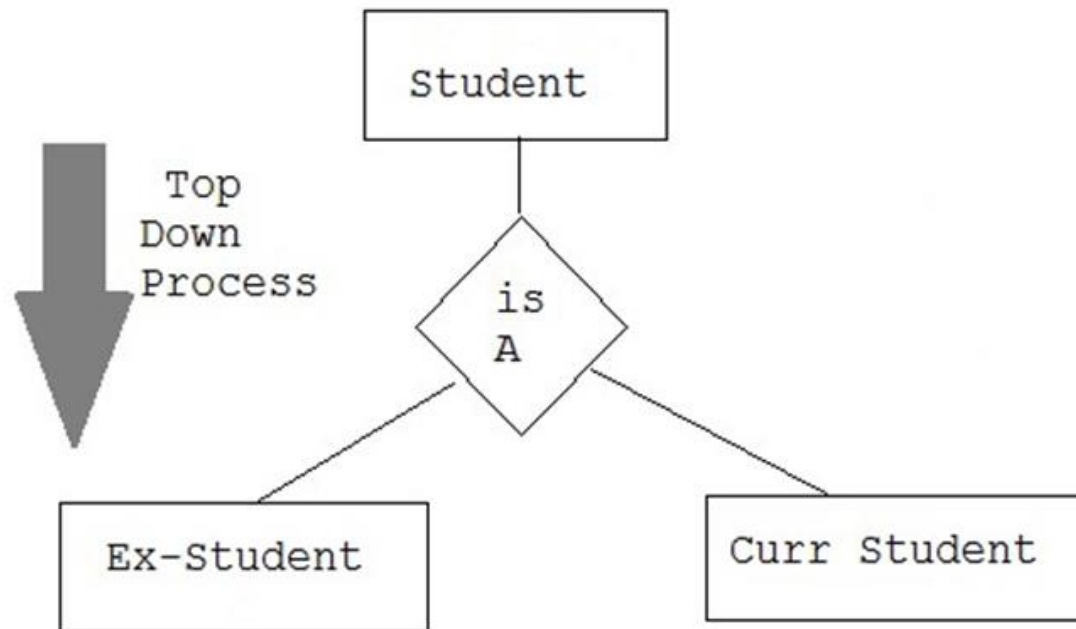 Student
Top
Down
Process
is
A
Ex-Student
Curr Student